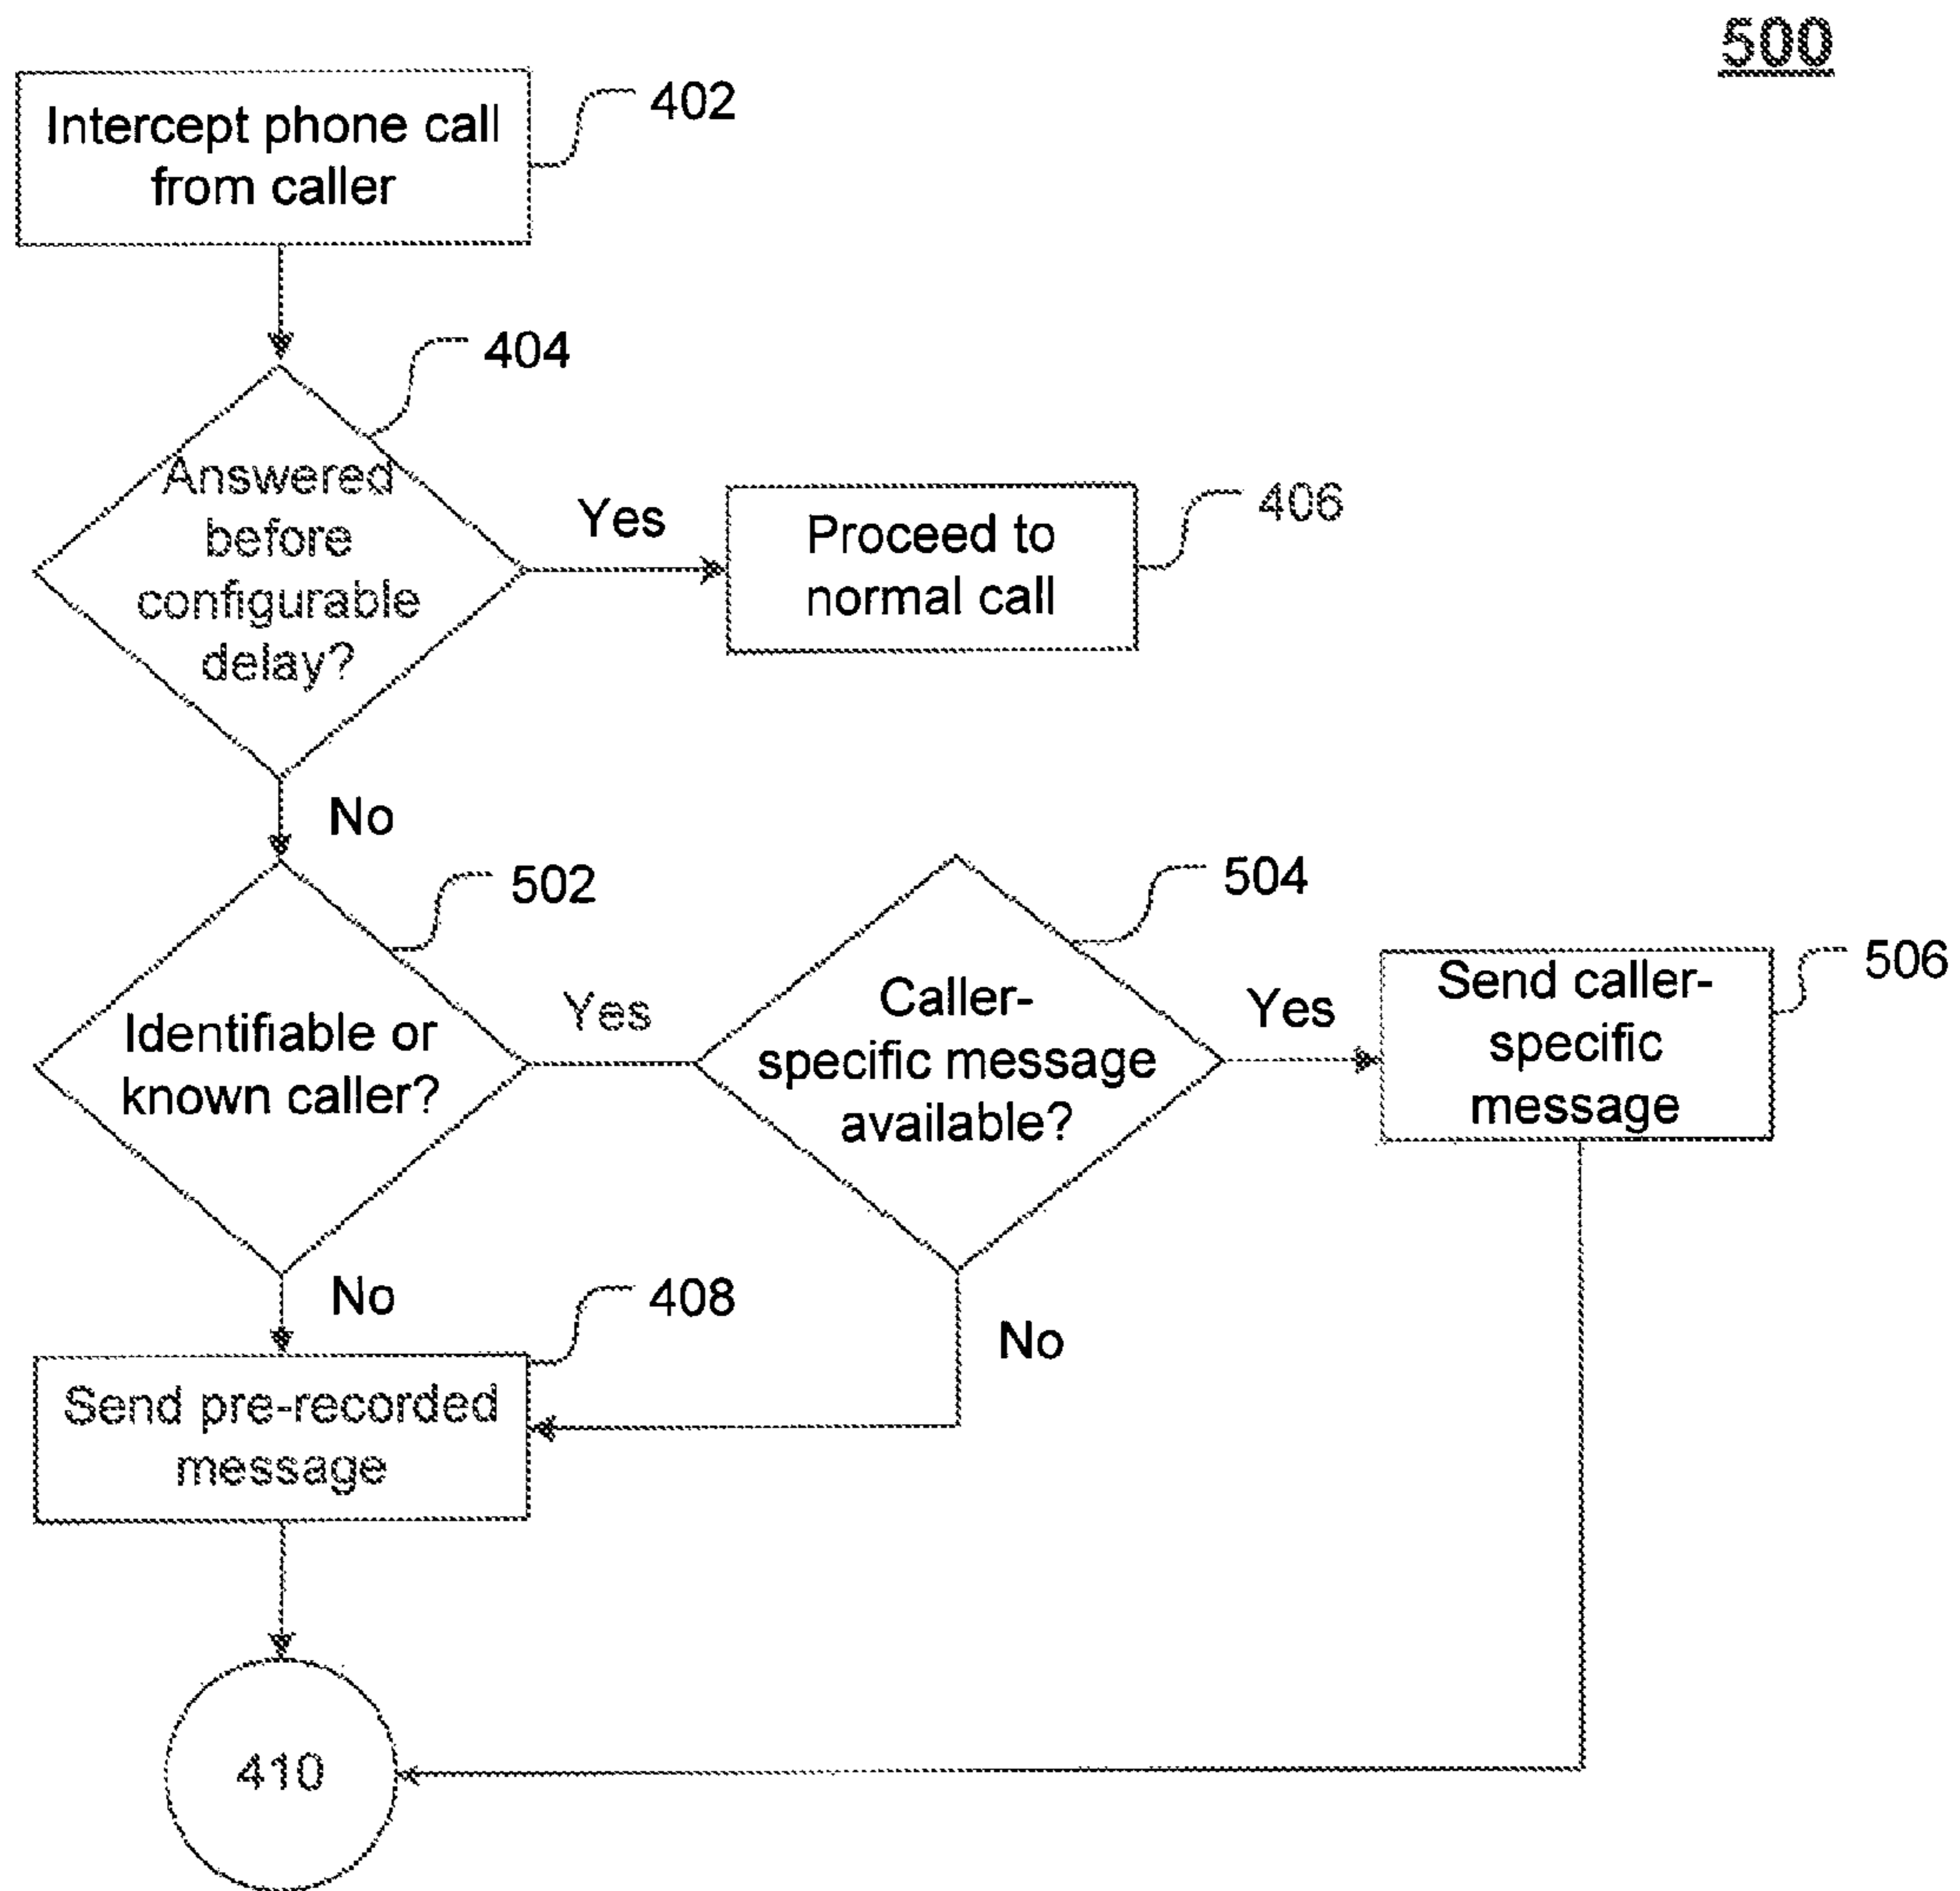 500
Intercept phone call
from caller
402
404
Answered
before
configurable
delay?
Yes
Proceed to
normal call
406
No
502
Identifiable or
known caller?
Yes
504
Caller-
specific message
available?
Yes
Send caller-
specific
message
506
No
No
408
Send pre-recorded
message
410